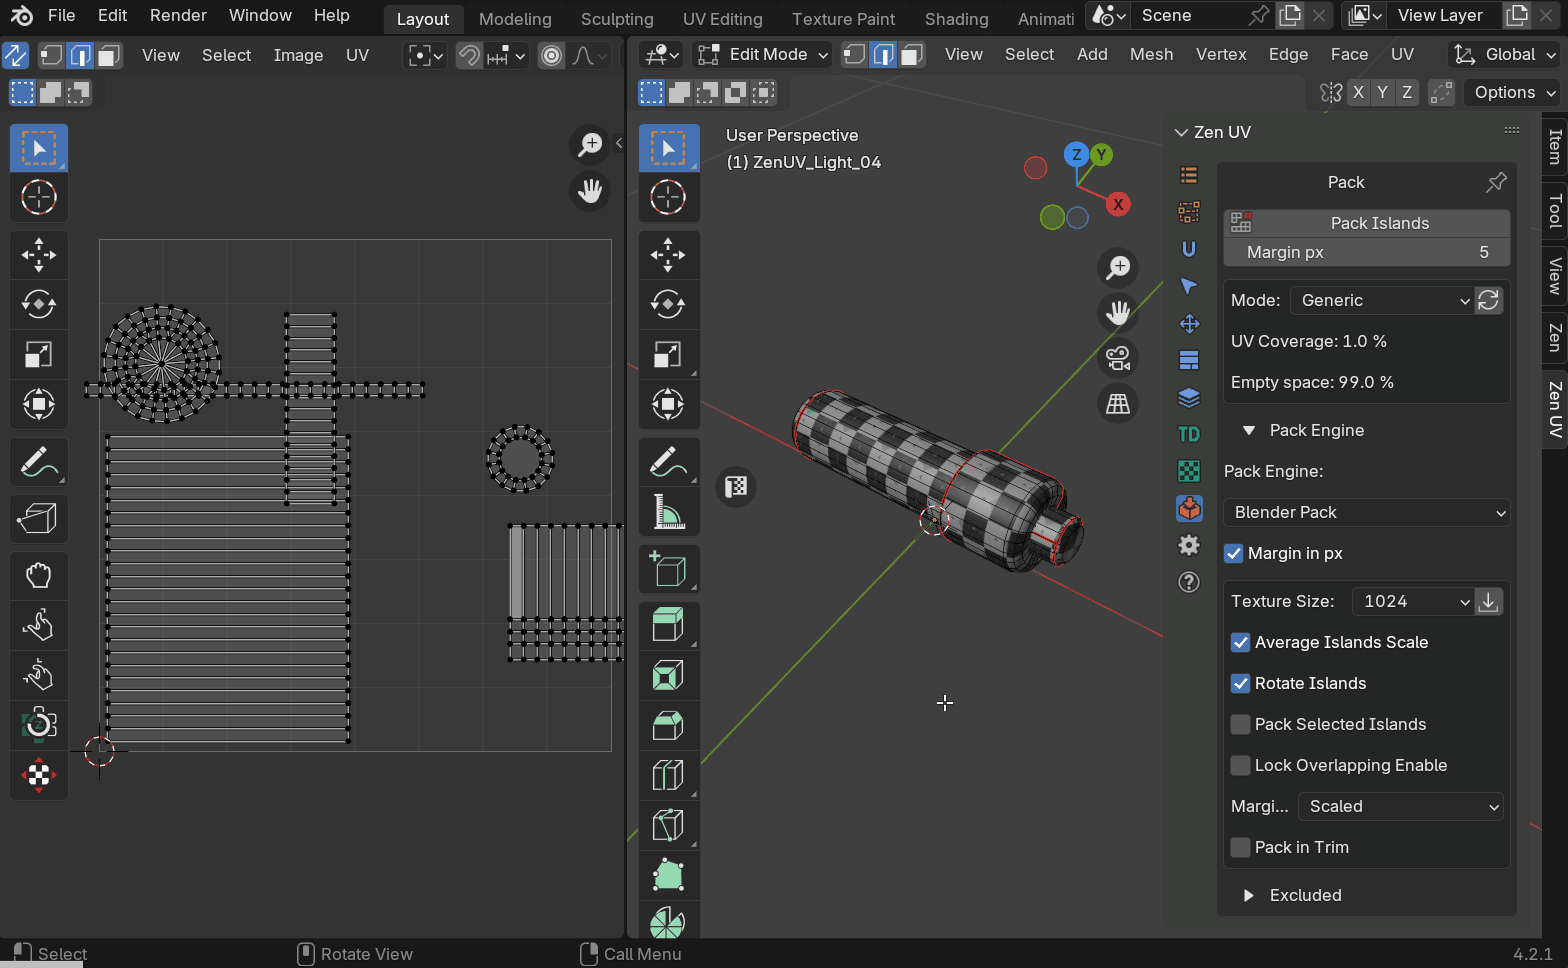 File Edit Render Window Help
Layout Modeling Sculpting UV Editing Texture Paint Shading Animati
Scene
View Layer
View Select Image UV
Edit Mode
View Select Add Mesh Vertex Edge Face UV
Global
X Y Z
Options
User Perspective
(1) ZenUV_Light_04
Z Y
X
Zen UV
Pack
Pack Islands
Margin px 5
Mode: Generic
UV Coverage: 1.0 %
Empty space: 99.0 %
Pack Engine
Pack Engine:
Blender Pack
Margin in px
Texture Size: 1024
Average Islands Scale
Rotate Islands
Pack Selected Islands
Lock Overlapping Enable
Margi... Scaled
Pack in Trim
Excluded
TD
Item
Tool
View
Zen
Zen UV
Select
Rotate View
Call Menu
4.2.1